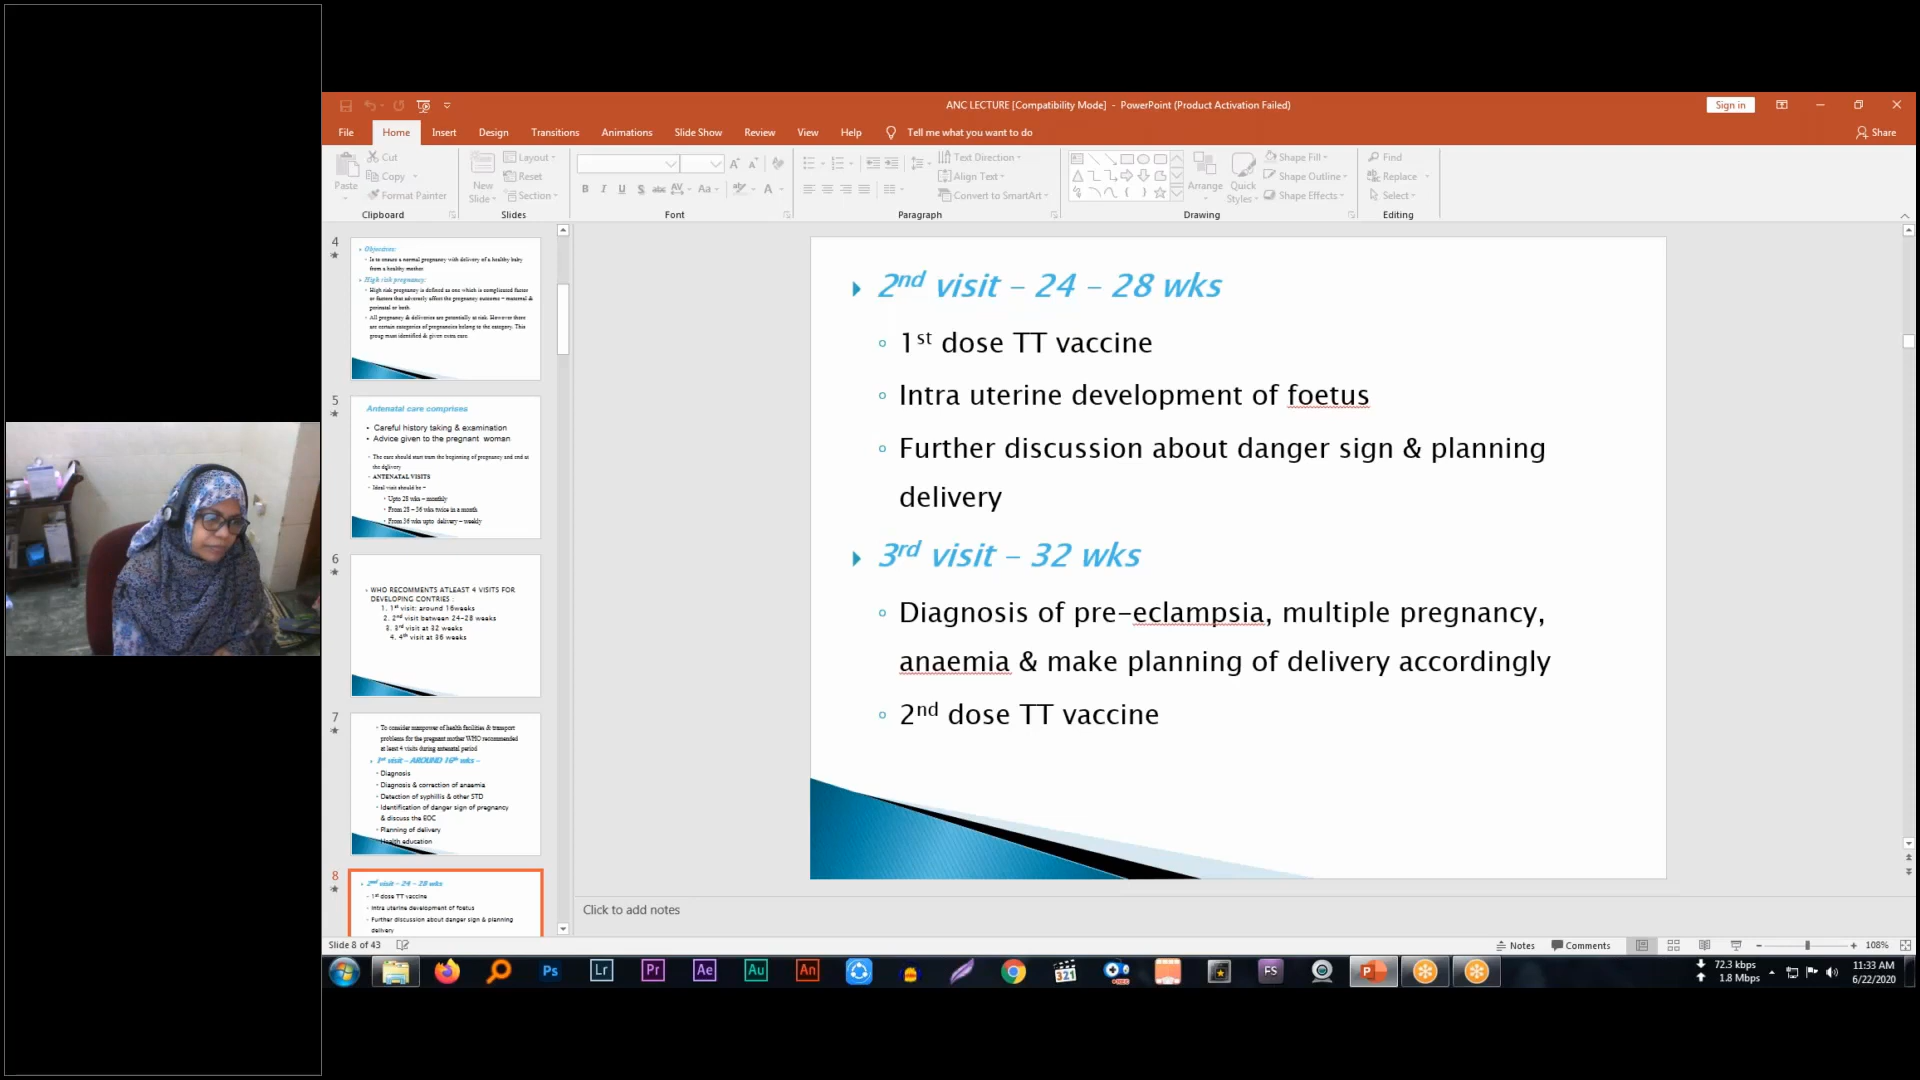 ANC LECTURE [Compatibility Mode] - PowerPoint (Product Activation Failed)
Sign in
File Home Insert Design Transitions Animations Slide Show Review View Help Tell me what you want to do
Share
Paste
Cut
Copy
Format Painter
Clipboard
New Slide
Layout
Reset
Section
Slides
B I U S abc AV Aa A
Font
Text Direction
Align Text
Convert to SmartArt
Paragraph
Arrange
Quick Styles
Shape Fill
Shape Outline
Shape Effects
Drawing
Find
Replace
Select
Editing
4
Objectives:
Is to ensure a normal pregnancy with delivery of a healthy baby
from a healthy mother.
High risk pregnancy:
High risk pregnancy is defined as one which is complicated factor
or factors that adversely affect the pregnancy outcome – maternal &
perinatal or both.
All pregnancy & deliveries are potentially at risk. However there
are certain categories of pregnancies belong to the category. This
group must identified & given extra care.
5
Antenatal care comprises
• Careful history taking & examination
• Advice given to the pregnant woman
The care should start from the beginning of pregnancy and end at
the delivery
ANTENATAL VISITS
Ideal visit should be –
Upto 28 wks – monthly
From 28 – 36 wks twice in a month
From 36 wks upto delivery – weekly
6
WHO RECOMMENTS ATLEAST 4 VISITS FOR
DEVELOPING CONTRIES :
1. 1st visit: around 16weeks
2. 2nd visit between 24-28 weeks
3. 3rd visit at 32 weeks
4. 4th visit at 36 weeks
7
To consider manpower of health facilities & transport
problems for the pregnant mother WHO recommended
at least 4 visits during antenatal period
1st visit – AROUND 16th wks –
Diagnosis
Diagnosis & correction of anaemia
Detection of syphillis & other STD
Identification of danger sign of pregnancy
& discuss the EDC
Planning of delivery
Health education
8
2nd visit – 24 – 28 wks
1st dose TT vaccine
Intra uterine development of foetus
Further discussion about danger sign & planning
delivery
2nd visit – 24 – 28 wks
1st dose TT vaccine
Intra uterine development of foetus
Further discussion about danger sign & planning
delivery
3rd visit – 32 wks
Diagnosis of pre-eclampsia, multiple pregnancy,
anaemia & make planning of delivery accordingly
2nd dose TT vaccine
Click to add notes
Slide 8 of 43
Notes
Comments
108%
Ps Lr Pr Ae Au An 321 FS
72.3 kbps
1.8 Mbps
11:33 AM
6/22/2020